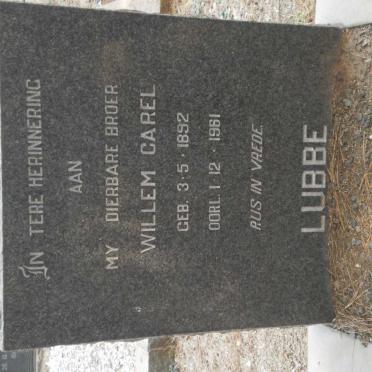 IN TERE HERINNERING
AAN
MY DIERBARE BROER
WILLEM CAREL
GEB. 3·5·1892
OORL. 1·12·1961
RUS IN VREDE
LUBBE